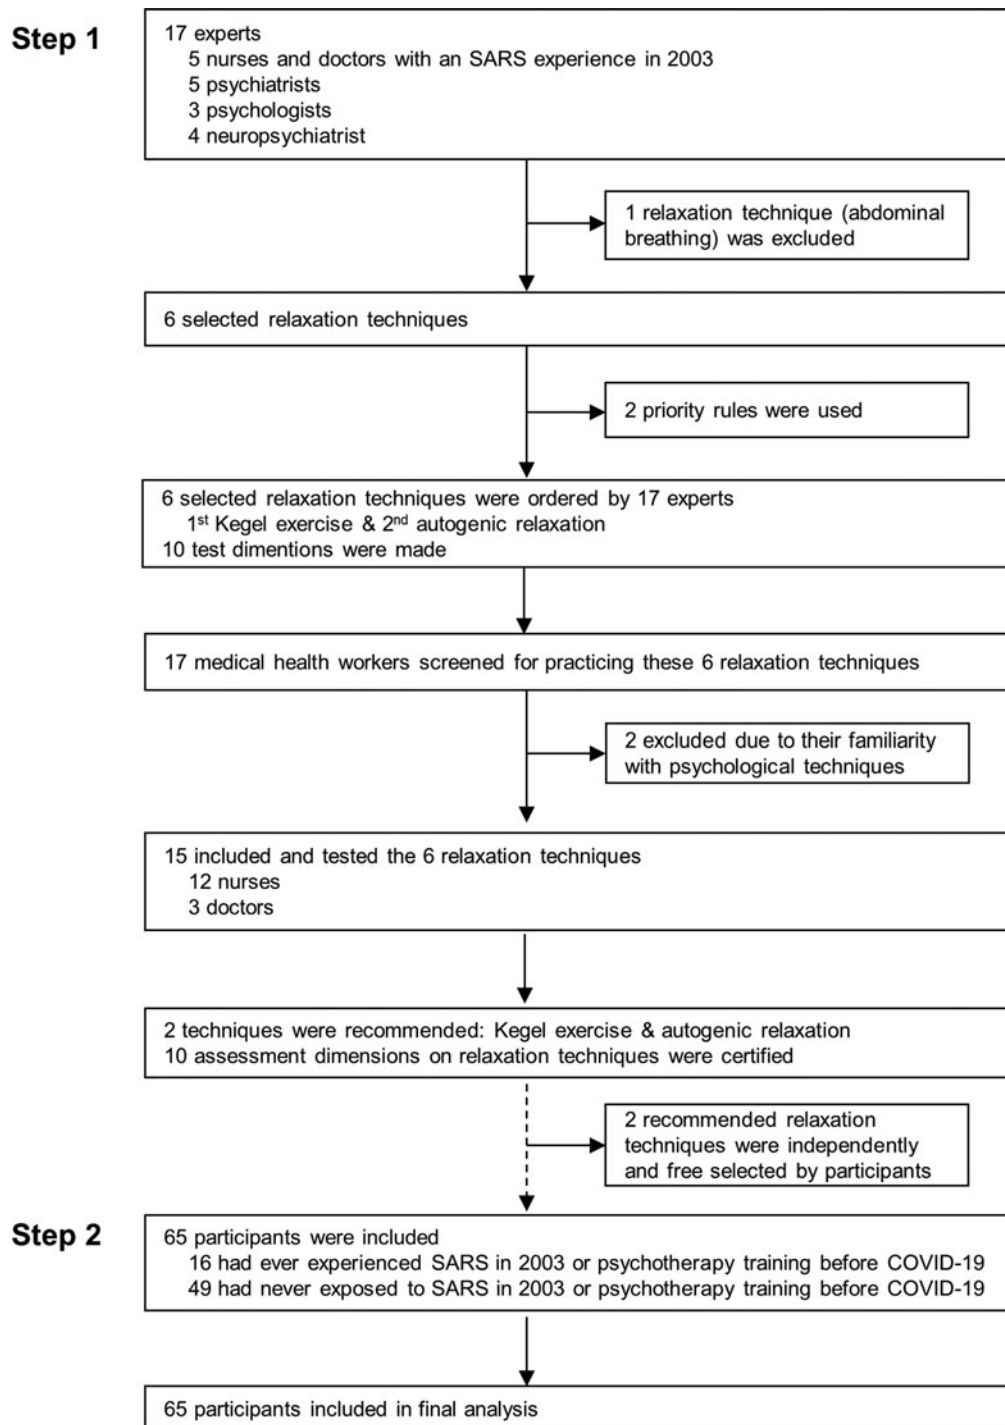 Step 1
17 experts
5 nurses and doctors with an SARS experience in 2003
5 psychiatrists
3 psychologists
4 neuropsychiatrist
1 relaxation technique (abdominal
breathing) was excluded
6 selected relaxation techniques
2 priority rules were used
6 selected relaxation techniques were ordered by 17 experts
1st Kegel exercise & 2nd autogenic relaxation
10 test dimentions were made
17 medical health workers screened for practicing these 6 relaxation techniques
2 excluded due to their familiarity
with psychological techniques
15 included and tested the 6 relaxation techniques
12 nurses
3 doctors
2 techniques were recommended: Kegel exercise & autogenic relaxation
10 assessment dimensions on relaxation techniques were certified
2 recommended relaxation
techniques were independently
and free selected by participants
Step 2
65 participants were included
16 had ever experienced SARS in 2003 or psychotherapy training before COVID-19
49 had never exposed to SARS in 2003 or psychotherapy training before COVID-19
65 participants included in final analysis